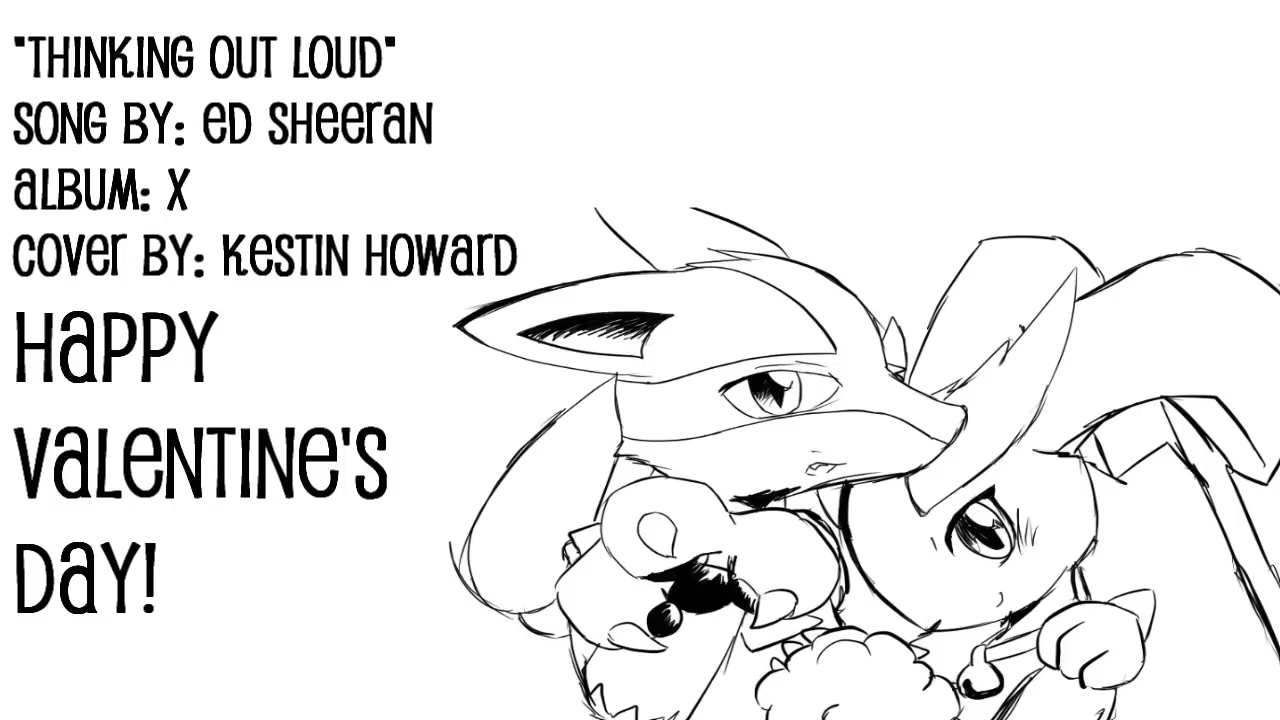 "THINKING OUT LOUD"
SONG BY: ED SHEERAN
ALBUM: X
COVER BY: KESTIN HOWARD
HAPPY
VALENTINE'S
DAY!